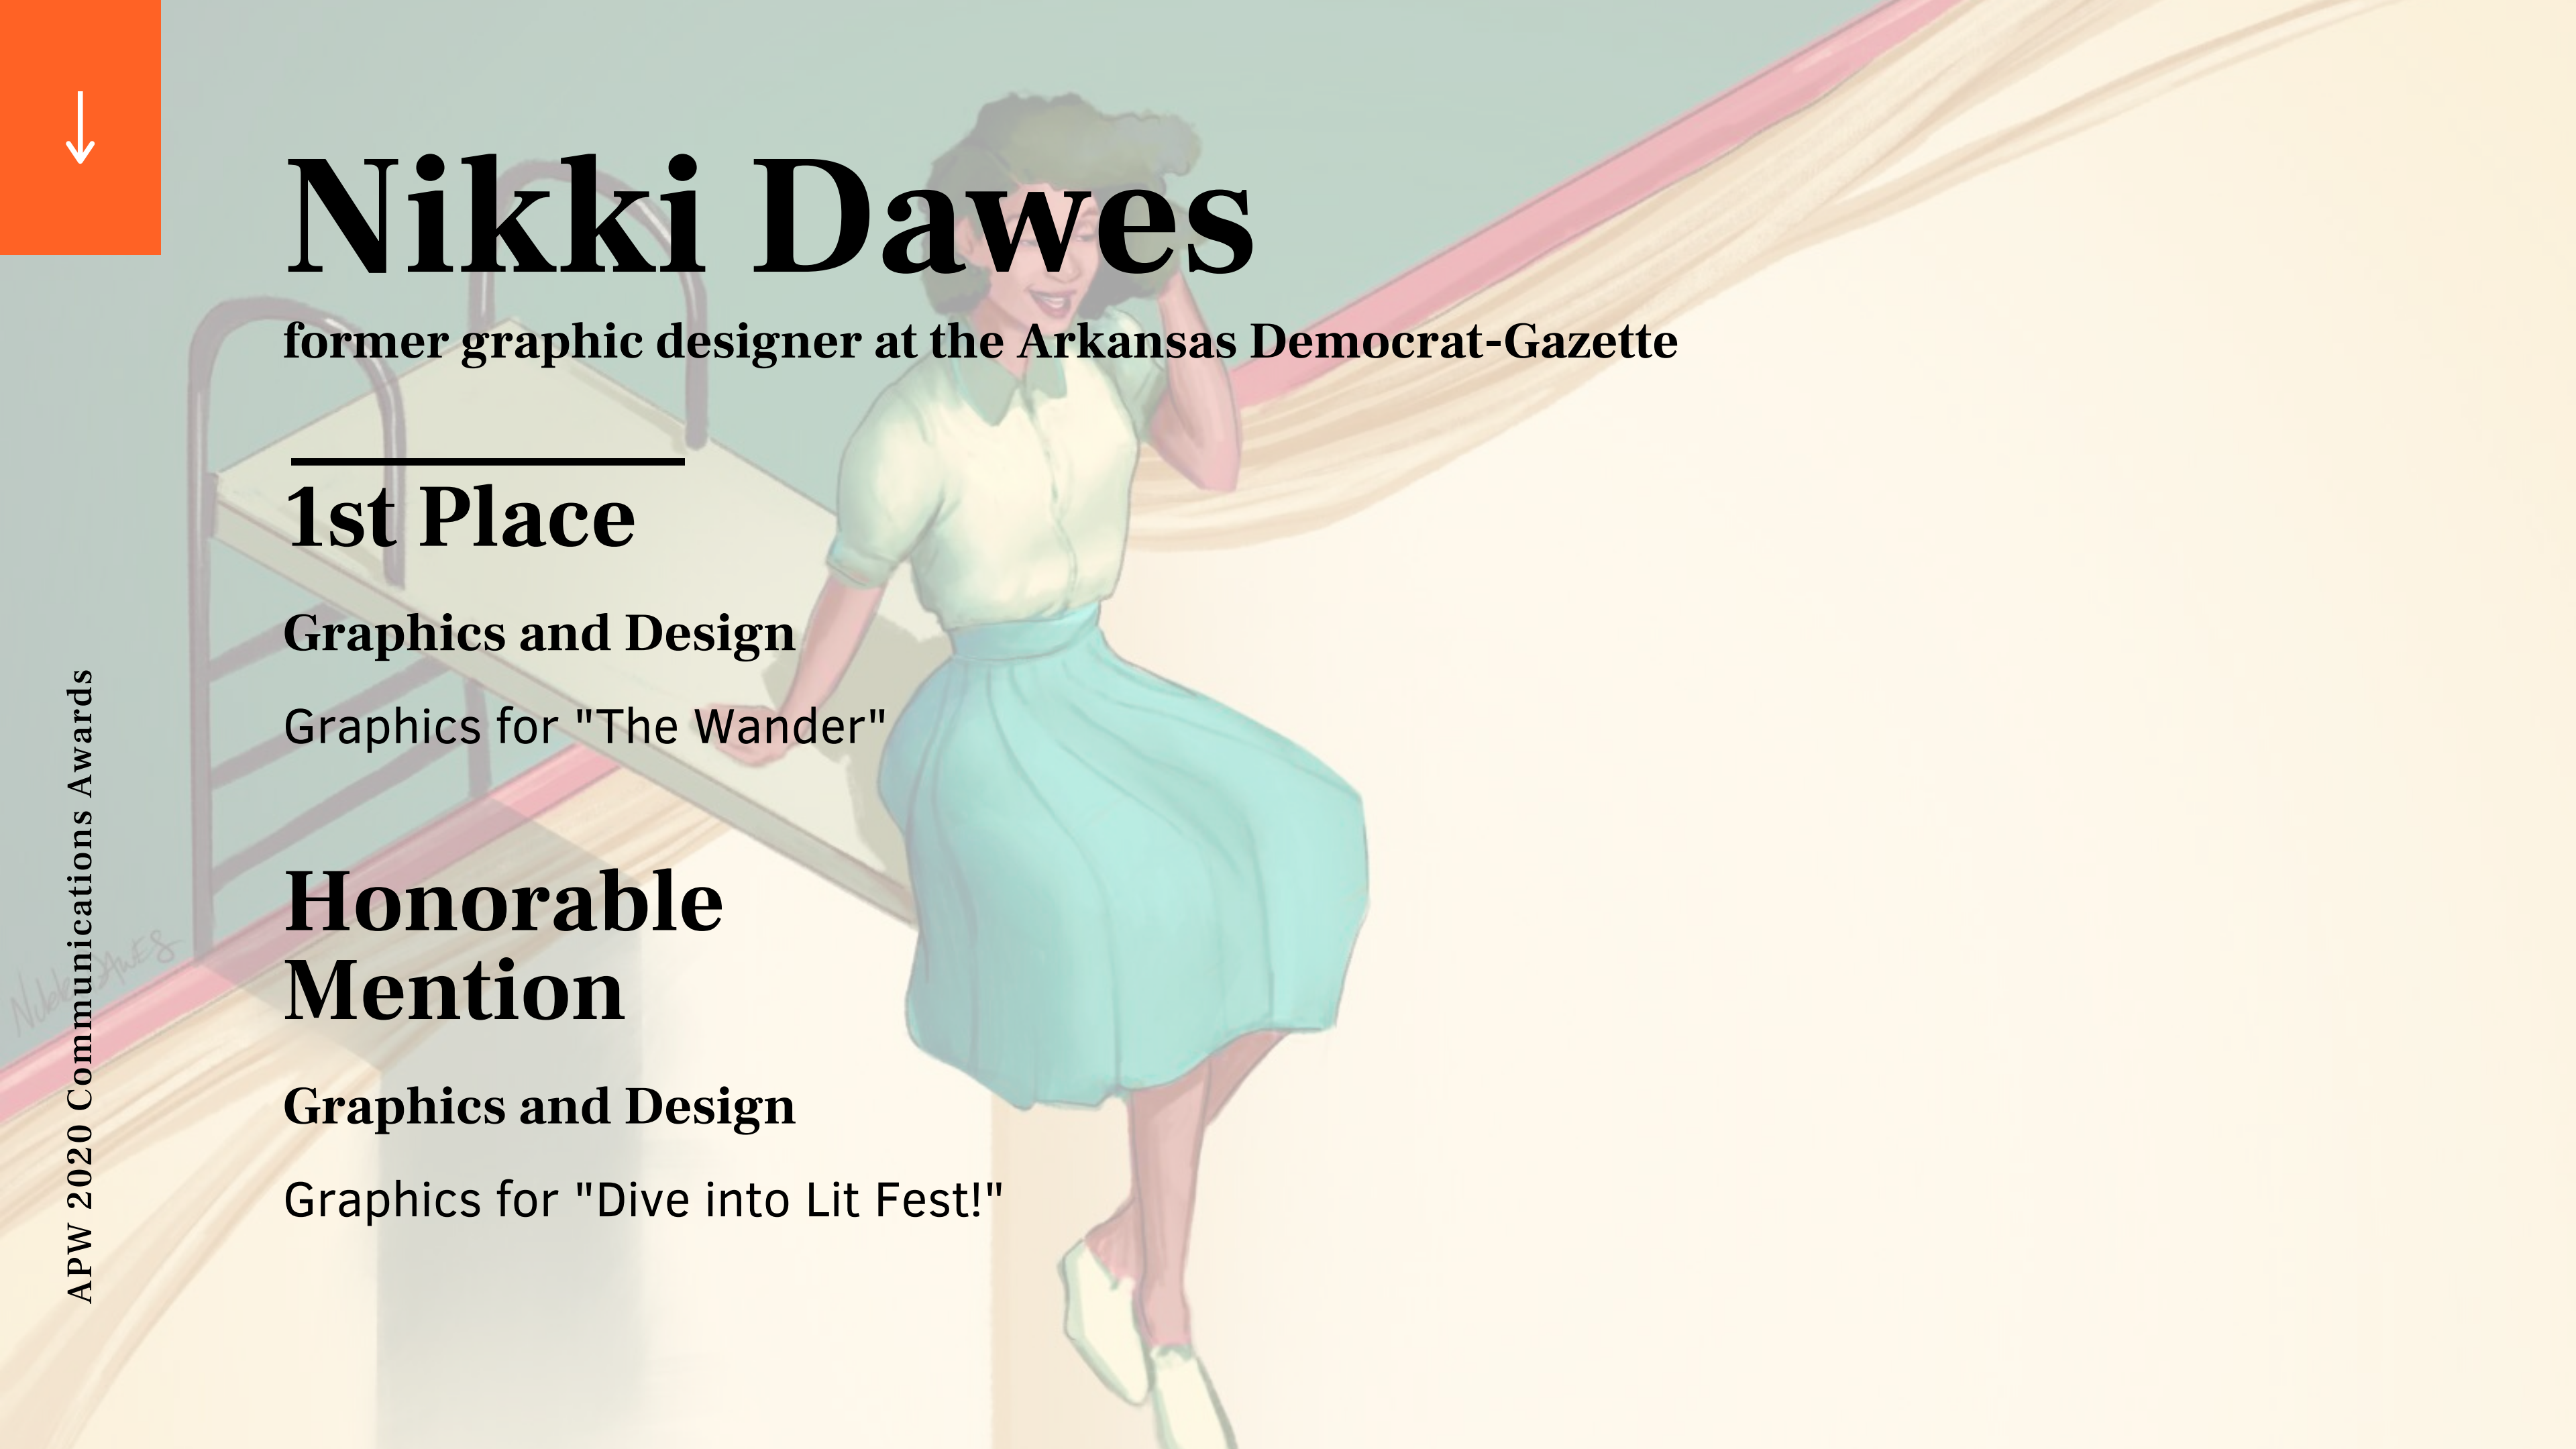 Nikki Dawes
former graphic designer at the Arkansas Democrat-Gazette
1st Place
Graphics and Design
Graphics for "The Wander"
Honorable
Mention
Graphics and Design
Graphics for "Dive into Lit Fest!"
APW 2020 Communications Awards
DAWES